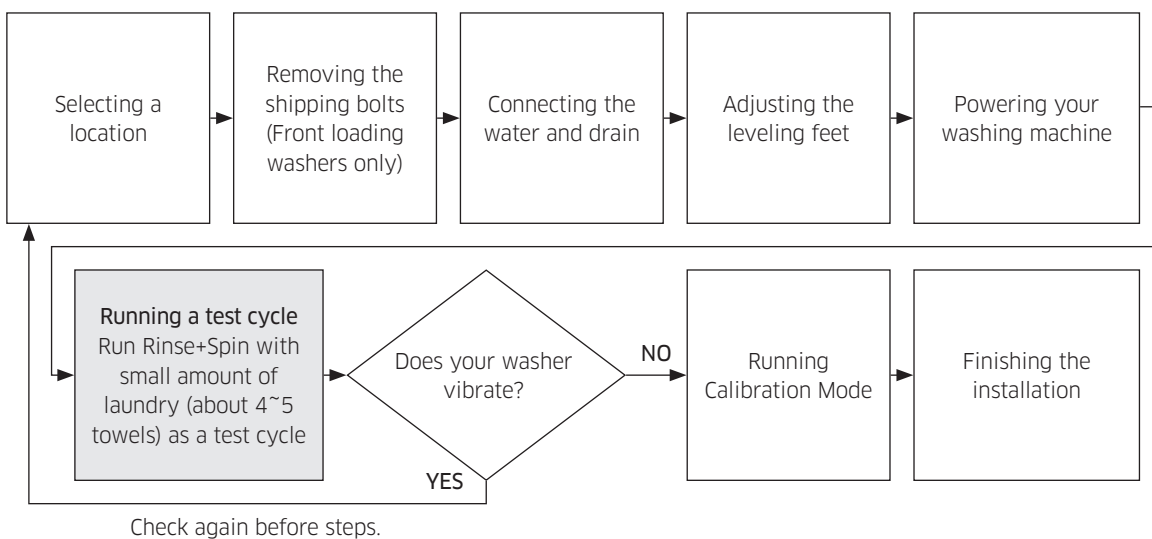 Selecting a
location
Removing the
shipping bolts
(Front loading
washers only)
Connecting the
water and drain
Adjusting the
leveling feet
Powering your
washing machine
Running a test cycle
Run Rinse+Spin with
small amount of
laundry (about 4~5
towels) as a test cycle
Does your washer
vibrate?
NO
YES
Running
Calibration Mode
Finishing the
installation
Check again before steps.